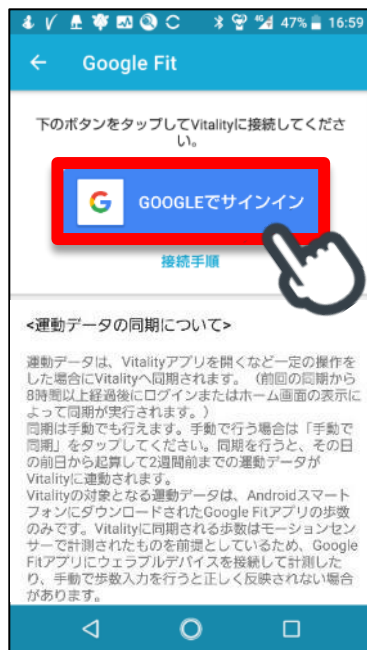 47% 16:59
Google Fit
下のボタンをタップしてVitalityに接続してくださ
い。
G GOOGLEでサインイン
接続手順
<運動データの同期について>
運動データは、Vitalityアプリを開くなど一定の操作を
した場合にVitalityへ同期されます。（前回の同期から
8時間以上経過後にログインまたはホーム画面の表示に
よって同期が実行されます。）
同期は手動でも行えます。手動で行う場合は「手動で
同期」をタップしてください。同期を行うと、その日
の前日から起算して2週間前までの運動データが
Vitalityに連動されます。
Vitalityの対象となる運動データは、Androidスマート
フォンにダウンロードされたGoogle Fitアプリの歩数
のみです。Vitalityに同期される歩数はモーションセン
サーで計測されたものを前提としているため、Google
Fitアプリにウェラブルデバイスを接続して計測した
り、手動で歩数入力を行うと正しく反映されない場合
があります。